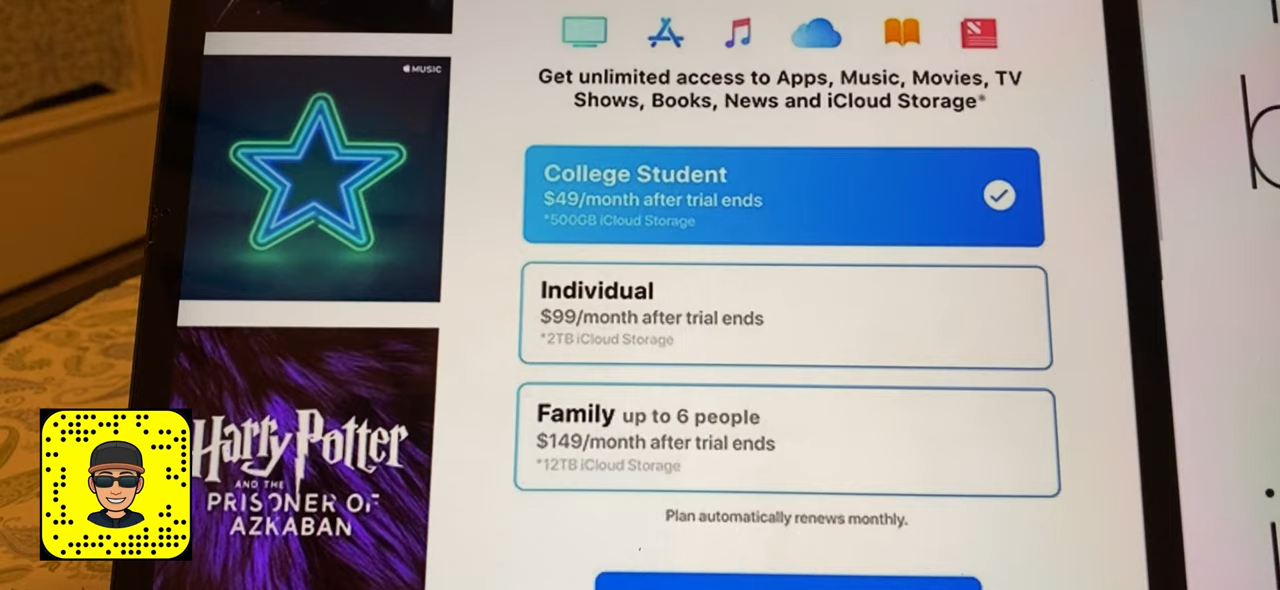 MUSIC
Harry Potter
AND THE
PRISONER OF
AZKABAN
Get unlimited access to Apps, Music, Movies, TV
Shows, Books, News and iCloud Storage*
College Student
$49/month after trial ends
*500GB iCloud Storage
Individual
$99/month after trial ends
*2TB iCloud Storage
Family up to 6 people
$149/month after trial ends
*12TB iCloud Storage
Plan automatically renews monthly.